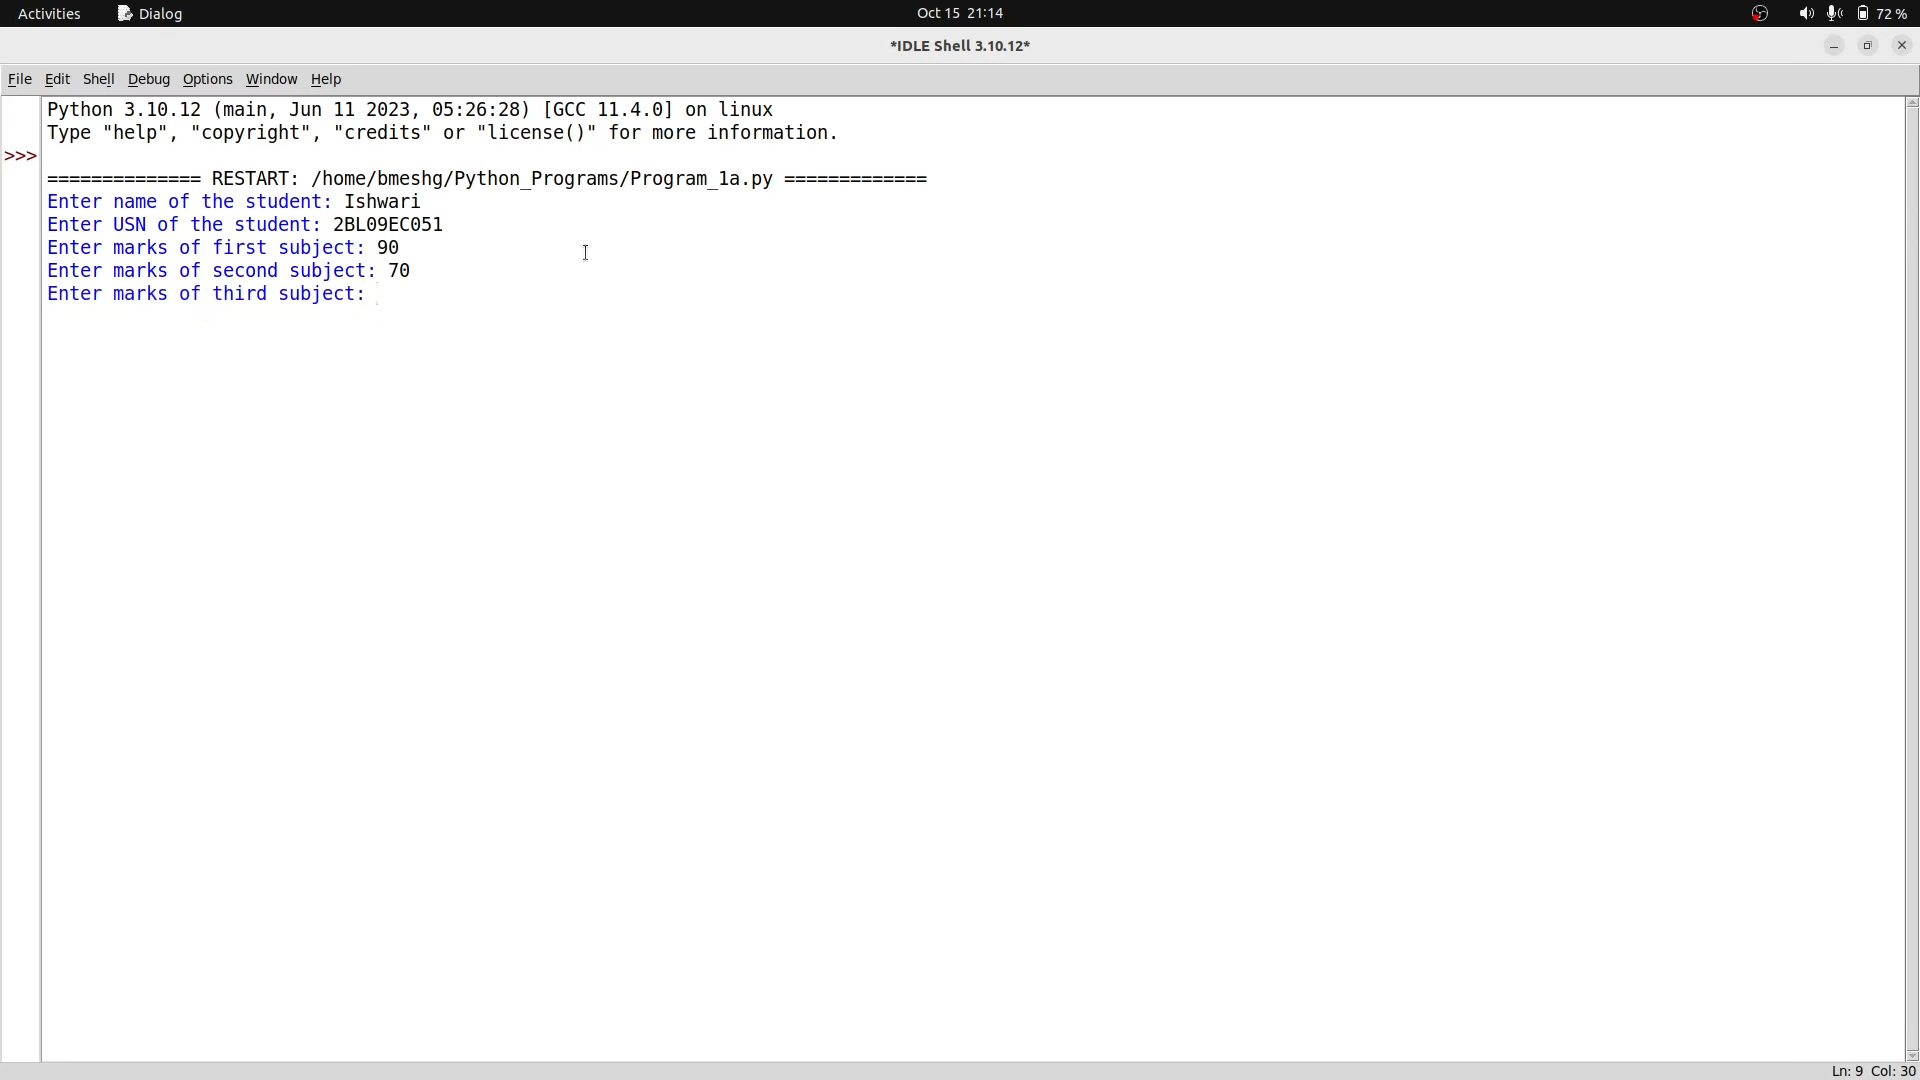 Activities Dialog Oct 15 21:14 72 %
*IDLE Shell 3.10.12*
File Edit Shell Debug Options Window Help
Python 3.10.12 (main, Jun 11 2023, 05:26:28) [GCC 11.4.0] on linux
Type "help", "copyright", "credits" or "license()" for more information.
>>>
============== RESTART: /home/bmeshg/Python_Programs/Program_1a.py =============
Enter name of the student: Ishwari
Enter USN of the student: 2BL09EC051
Enter marks of first subject: 90
Enter marks of second subject: 70
Enter marks of third subject:
Ln: 9 Col: 30